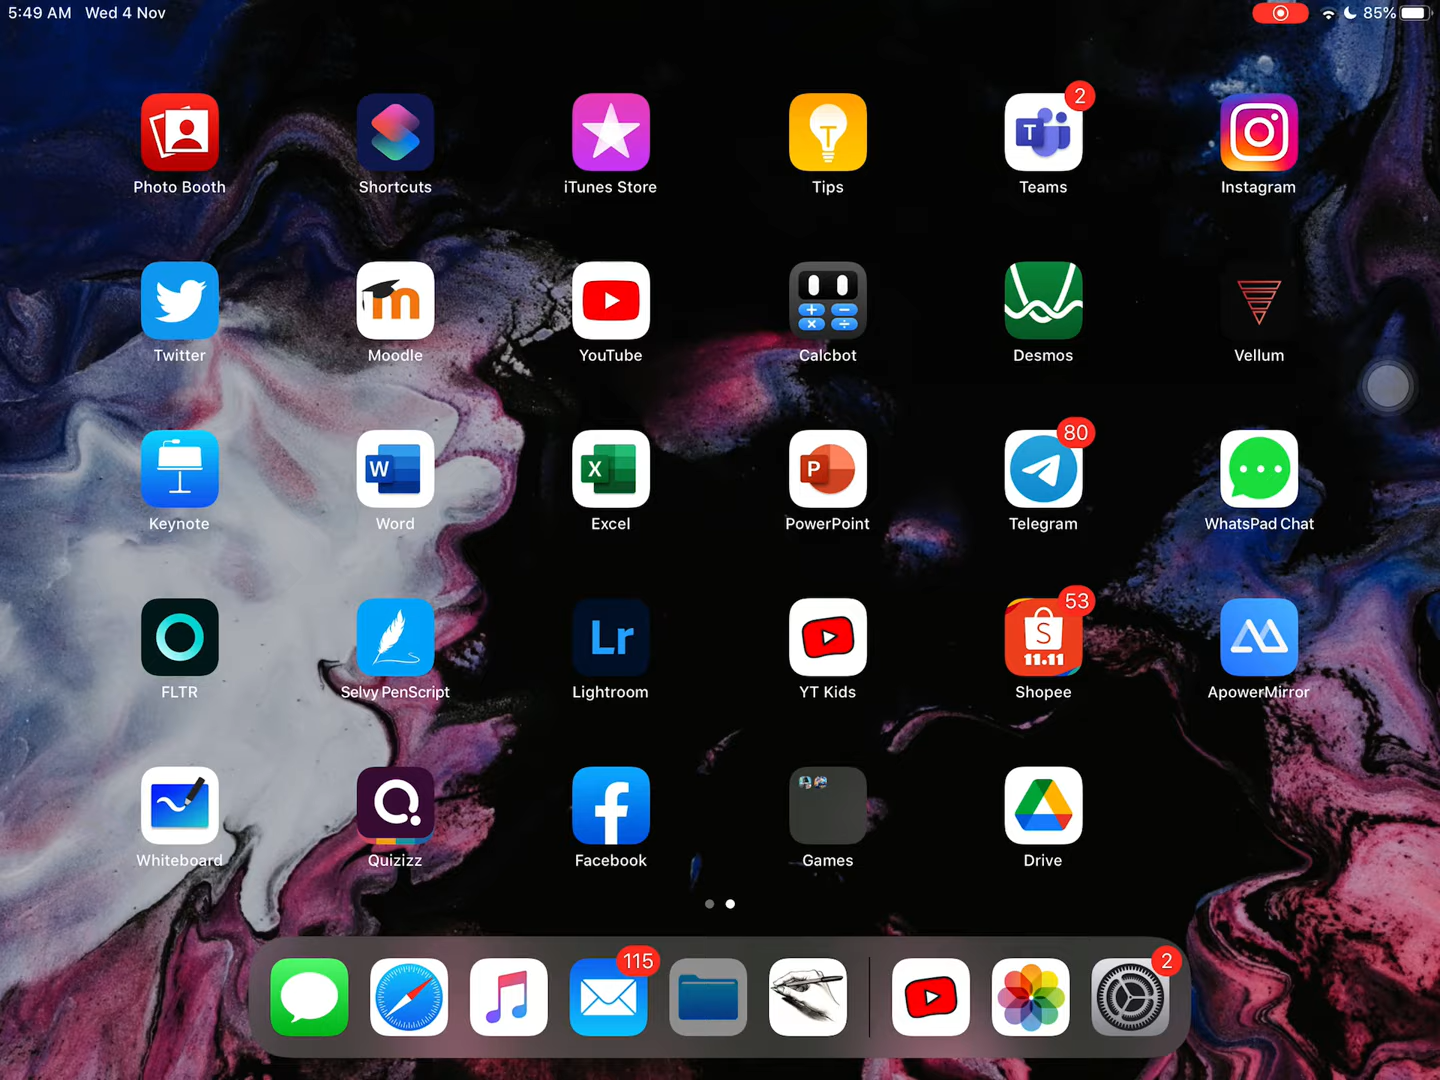 5:49 AM Wed 4 Nov
85%
2
Photo Booth
Shortcuts
iTunes Store
T
Tips
T
Teams
Instagram
Twitter
m
Moodle
YouTube
+ −
× ÷
Calcbot
Desmos
Vellum
80
Keynote
W
Word
X
Excel
P
PowerPoint
Telegram
WhatsPad Chat
53
FLTR
Selvy PenScript
Lr
Lightroom
YT Kids
S
11.11
Shopee
ApowerMirror
Whiteboard
Quizizz
f
Facebook
Games
Drive
115
2